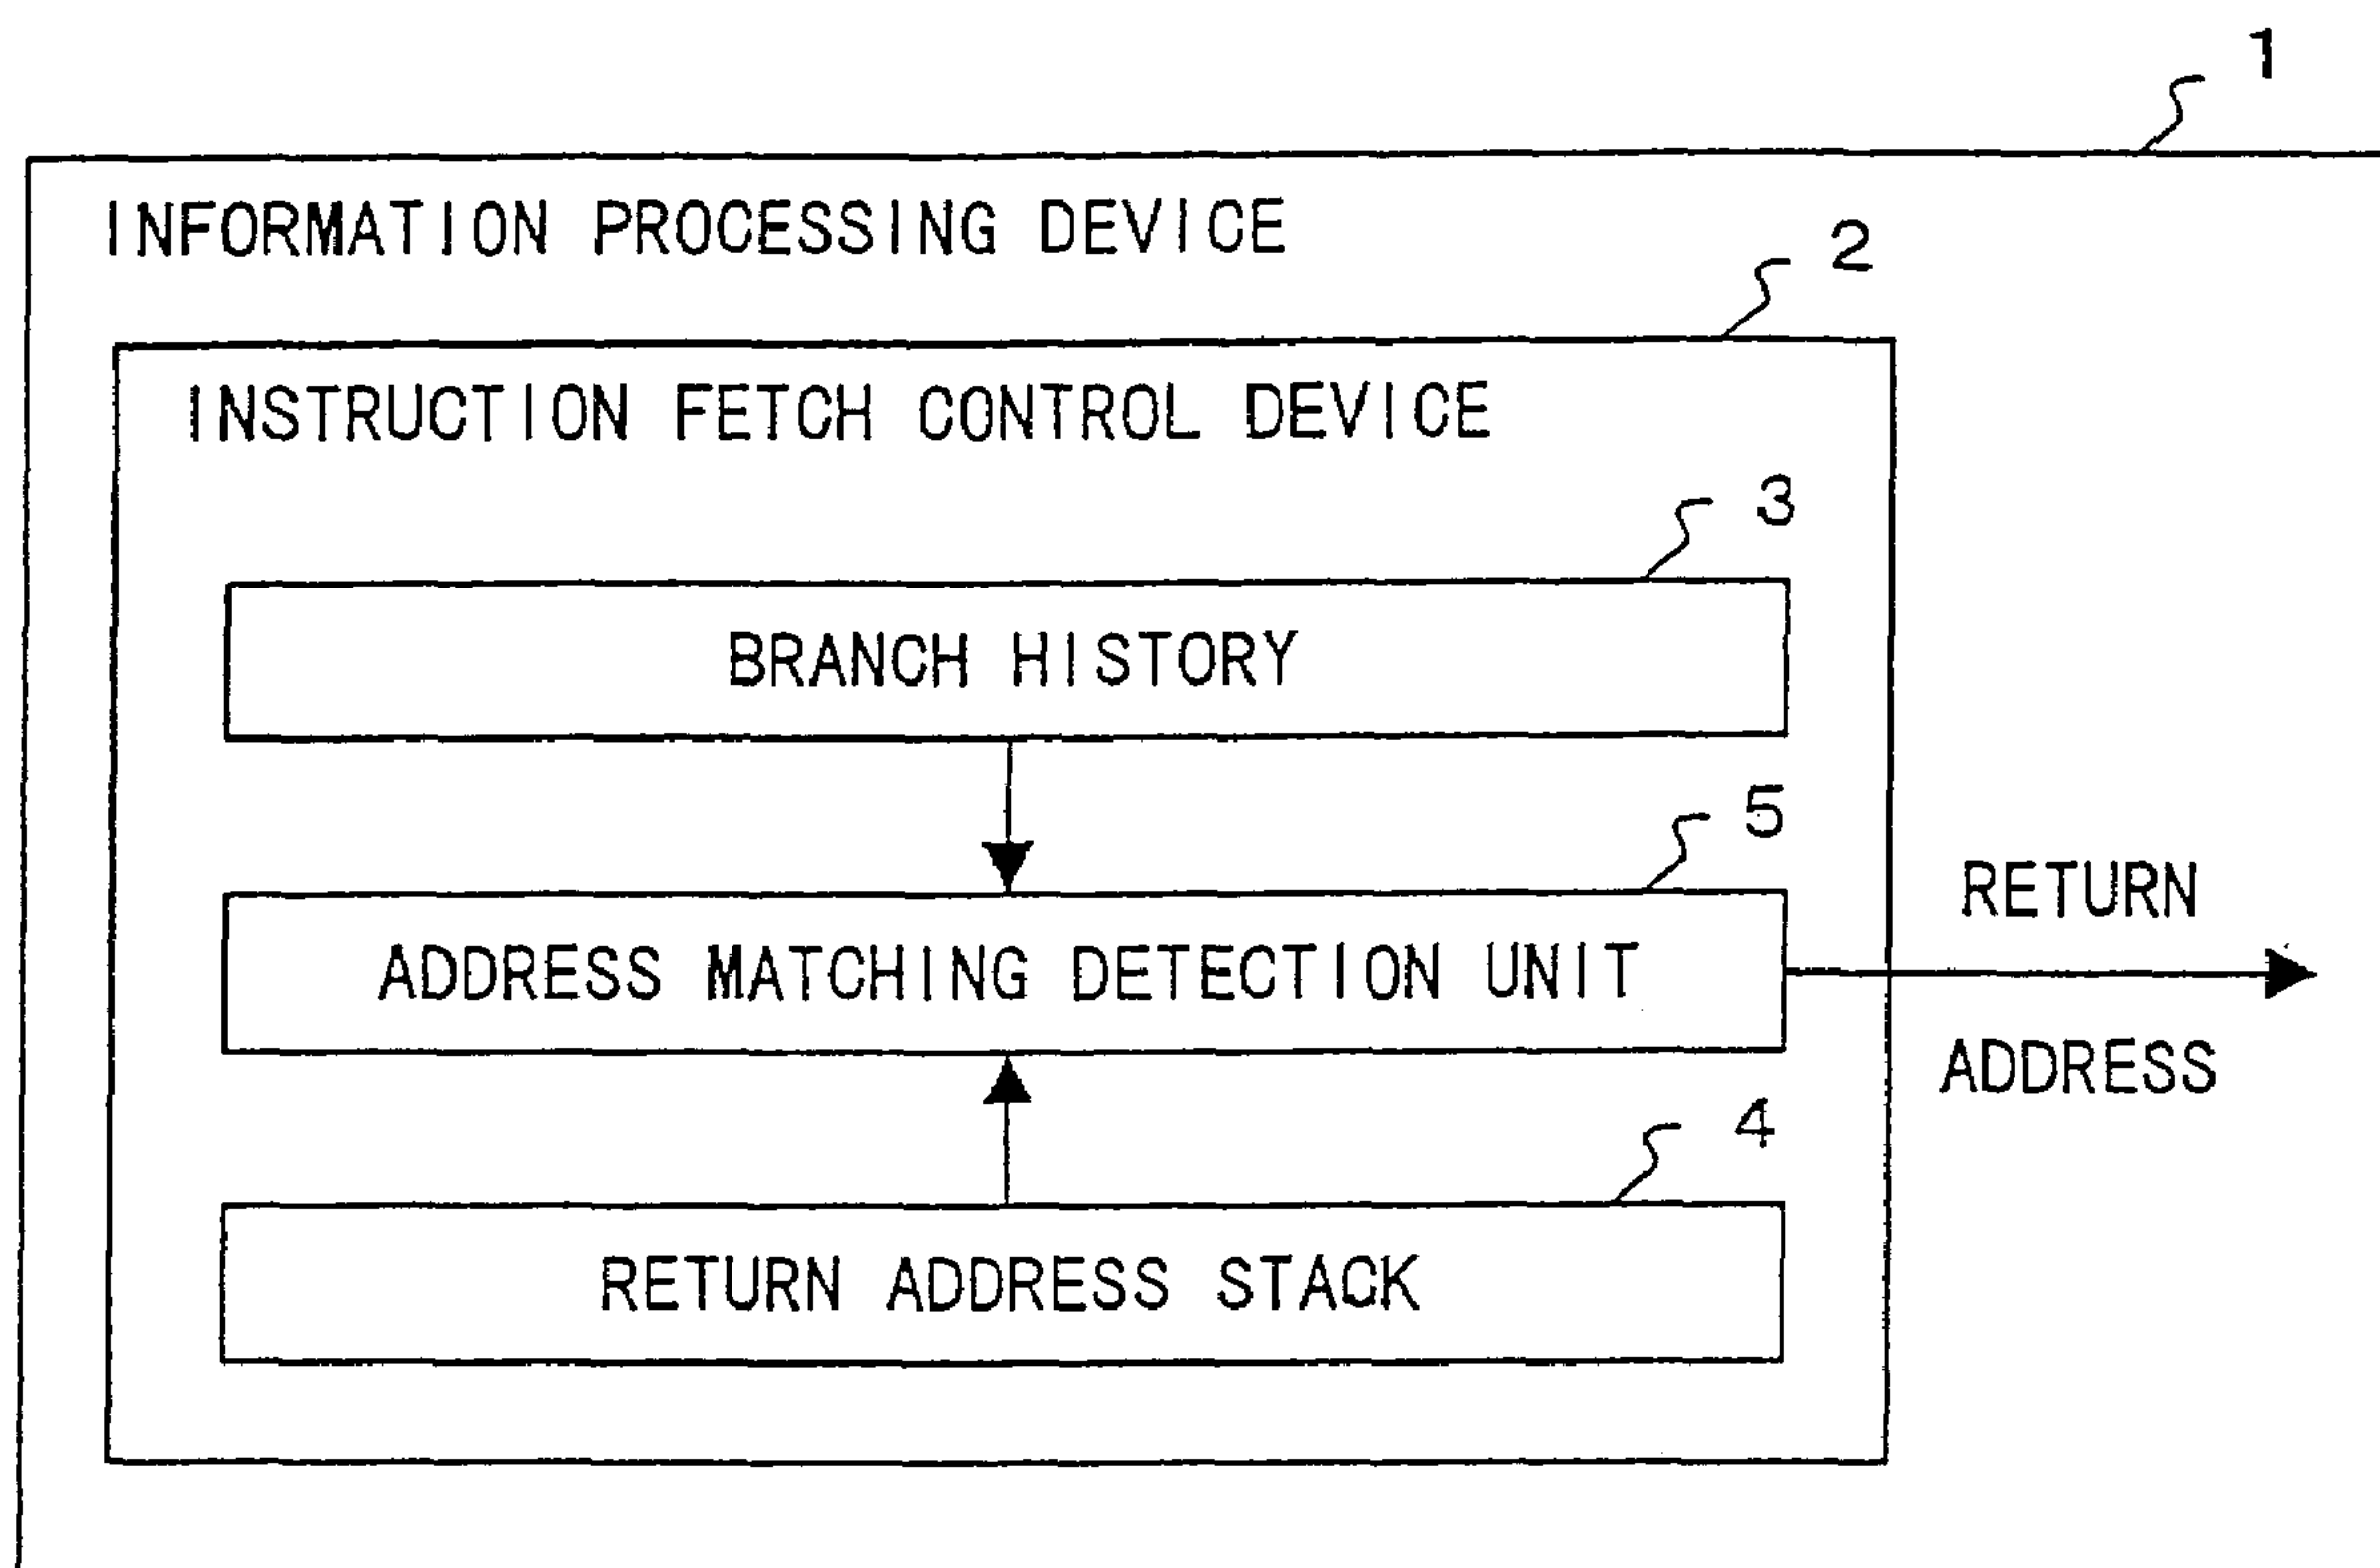 1
INFORMATION PROCESSING DEVICE
2
INSTRUCTION FETCH CONTROL DEVICE
3
BRANCH HISTORY
5
RETURN
ADDRESS MATCHING DETECTION UNIT
ADDRESS
4
RETURN ADDRESS STACK